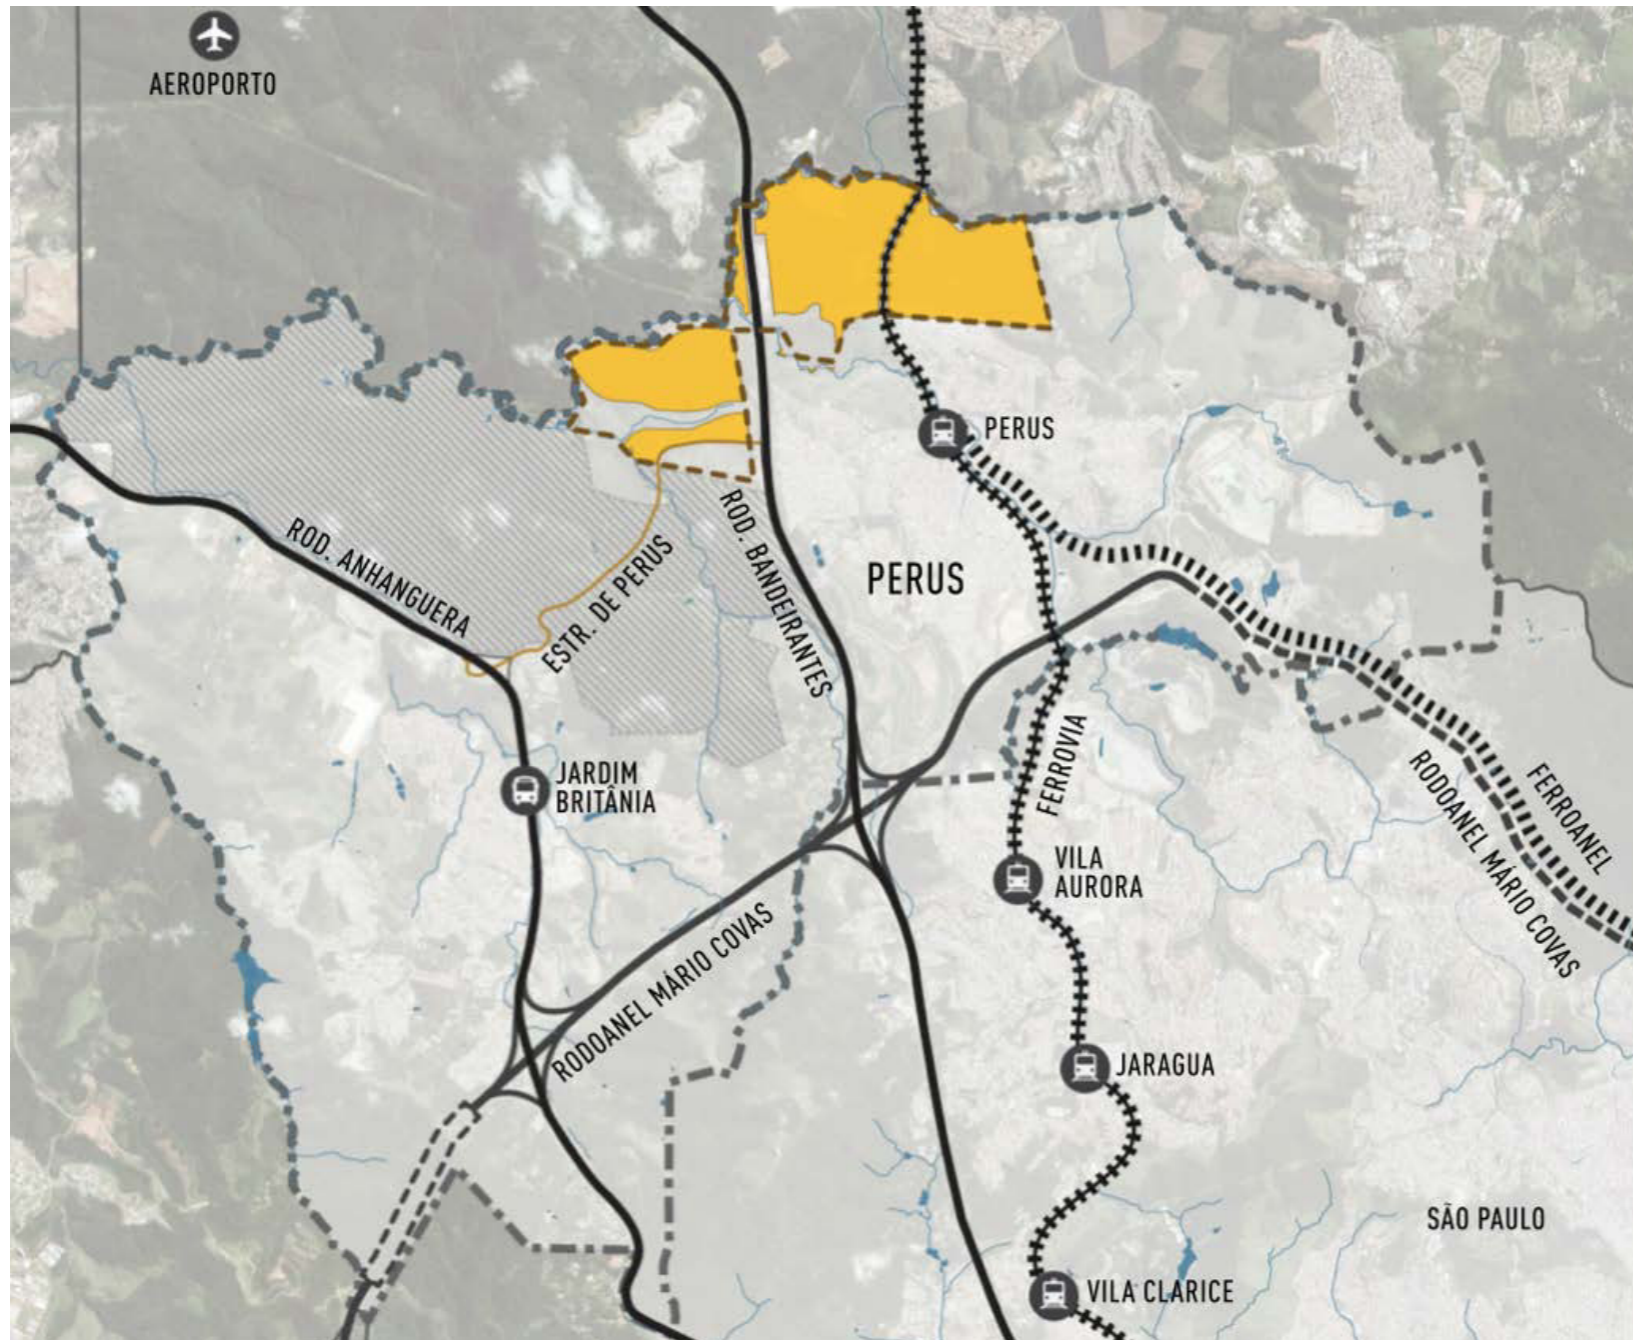 AEROPORTO
PERUS
ROD. ANHANGUERA
ESTR. DE PERUS
ROD. BANDEIRANTES
PERUS
JARDIM
BRITÂNIA
FERROVIA
FERROANEL
RODOANEL MÁRIO COVAS
VILA
AURORA
RODOANEL MÁRIO COVAS
JARAGUA
SÃO PAULO
VILA CLARICE